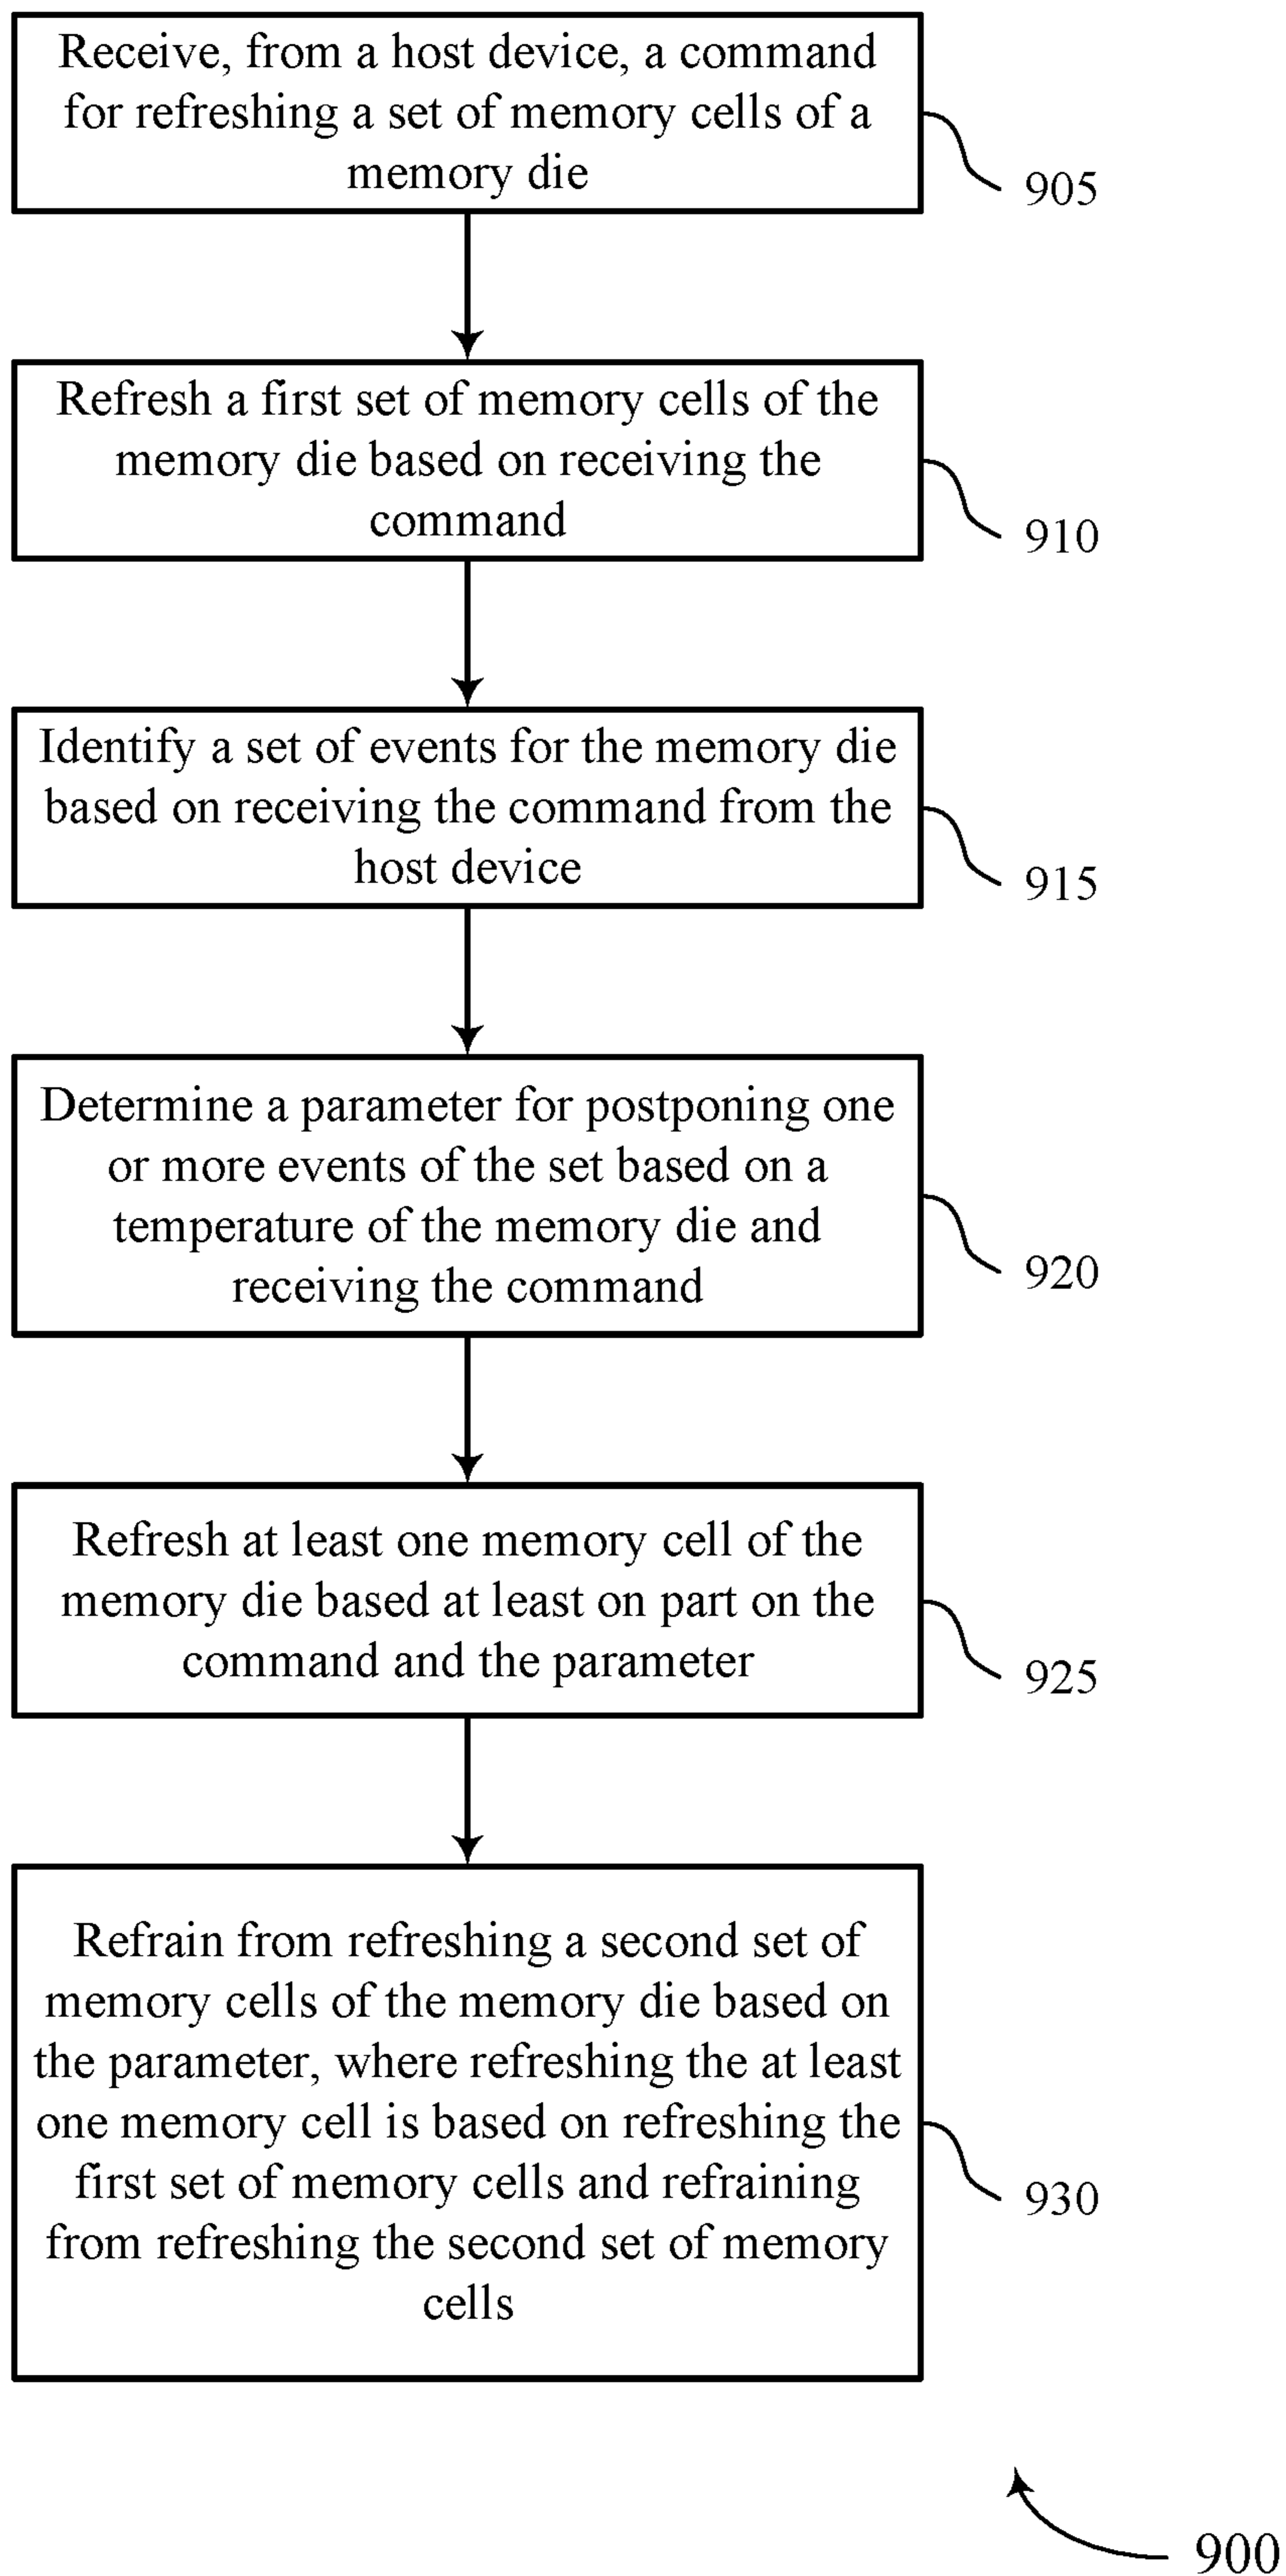 Receive, from a host device, a command
for refreshing a set of memory cells of a
memory die
905
Refresh a first set of memory cells of the
memory die based on receiving the
command
910
Identify a set of events for the memory die
based on receiving the command from the
host device
915
Determine a parameter for postponing one
or more events of the set based on a
temperature of the memory die and
receiving the command
920
Refresh at least one memory cell of the
memory die based at least on part on the
command and the parameter
925
Refrain from refreshing a second set of
memory cells of the memory die based on
the parameter, where refreshing the at least
one memory cell is based on refreshing the
first set of memory cells and refraining
from refreshing the second set of memory
cells
930
900